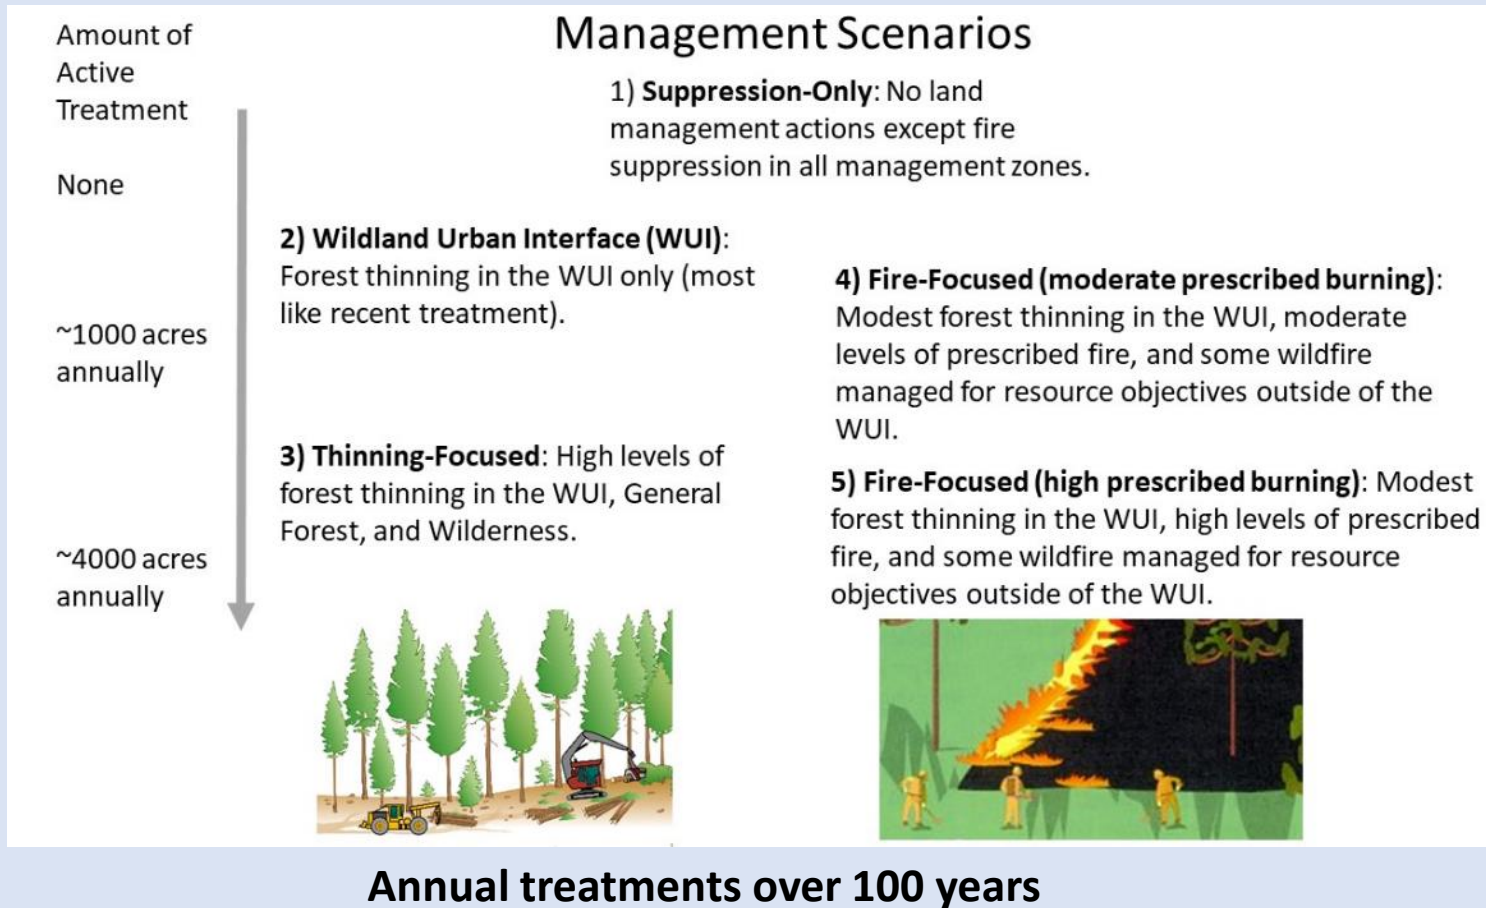 Management Scenarios
Amount of
Active
Treatment
None
~1000 acres
annually
~4000 acres
annually
1) Suppression-Only: No land
management actions except fire
suppression in all management zones.
2) Wildland Urban Interface (WUI):
Forest thinning in the WUI only (most
like recent treatment).
3) Thinning-Focused: High levels of
forest thinning in the WUI, General
Forest, and Wilderness.
4) Fire-Focused (moderate prescribed burning):
Modest forest thinning in the WUI, moderate
levels of prescribed fire, and some wildfire
managed for resource objectives outside of the
WUI.
5) Fire-Focused (high prescribed burning): Modest
forest thinning in the WUI, high levels of prescribed
fire, and some wildfire managed for resource
objectives outside of the WUI.
Annual treatments over 100 years